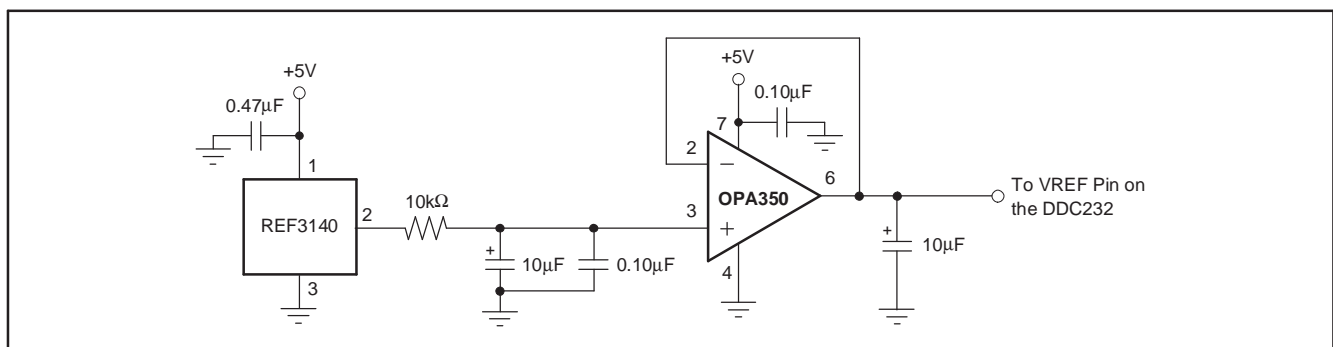 +5V
0.47μF
1
REF3140
2
3
10kΩ
+
10μF
0.10μF
+5V
0.10μF
7
2
−
OPA350
6
3
+
4
+
10μF
To VREF Pin on
the DDC232